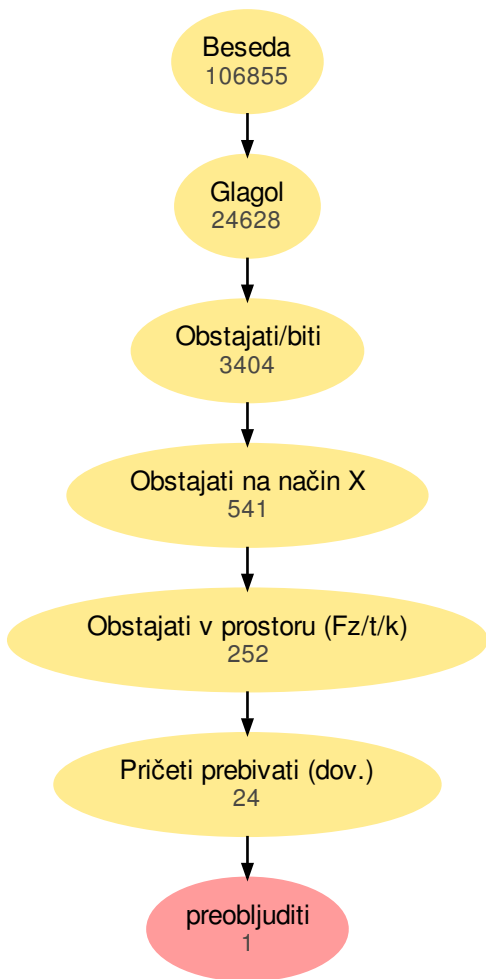 Beseda
106855
Glagol
24628
Obstajati/biti
3404
Obstajati na način X
541
Obstajati v prostoru (Fz/t/k)
252
Pričeti prebivati (dov.)
24
preobljuditi
1